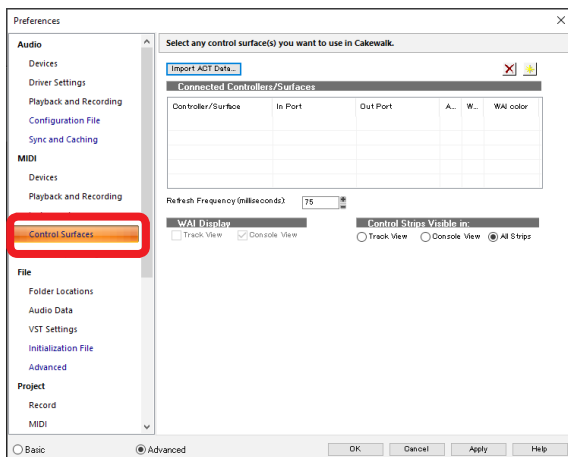 Preferences
Audio
Devices
Driver Settings
Playback and Recording
Configuration File
Sync and Caching
MIDI
Devices
Playback and Recording
Control Surfaces
File
Folder Locations
Audio Data
VST Settings
Initialization File
Advanced
Project
Record
MIDI
Select any control surface(s) you want to use in Cakewalk.
Import ACT Data...
Connected Controllers/Surfaces
Controller/Surface In Port Out Port A... W... WAI color
Refresh Frequency (milliseconds): 75
WAI Display
Track View Console View
Control Strips Visible in:
Track View Console View All Strips
Basic Advanced OK Cancel Apply Help